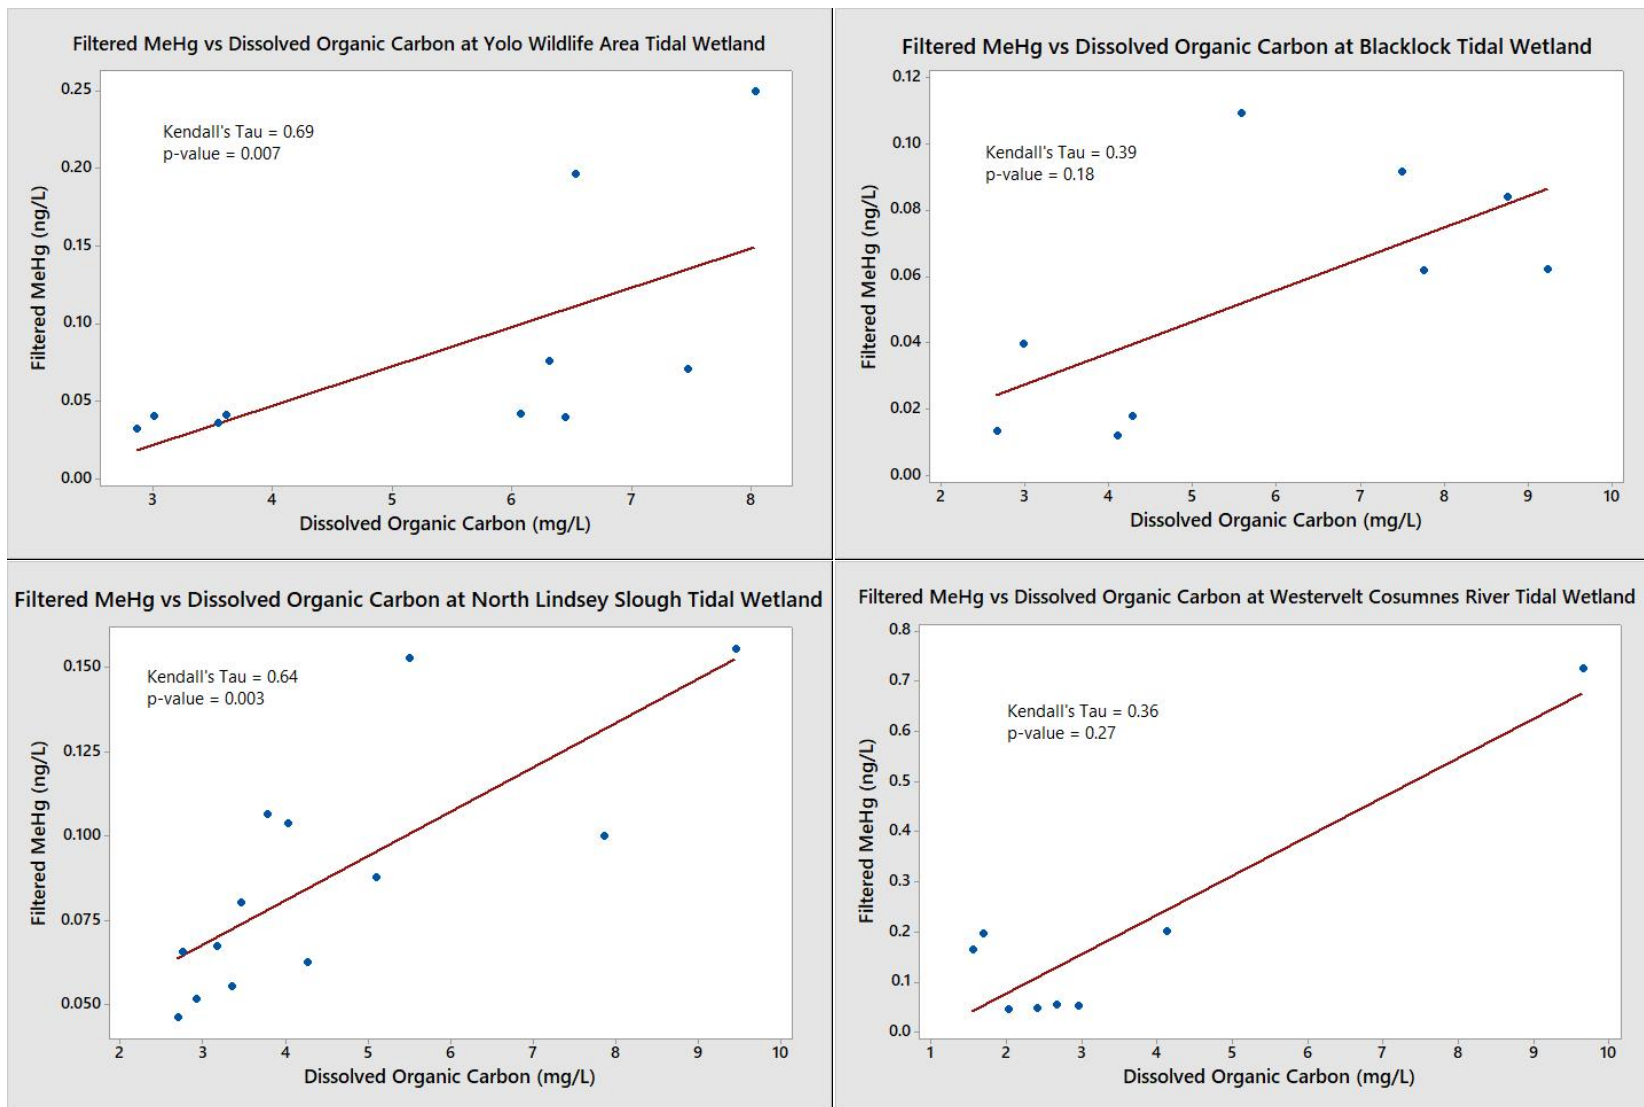 Filtered MeHg vs Dissolved Organic Carbon at Yolo Wildlife Area Tidal Wetland
Kendall's Tau = 0.69
p-value = 0.007
Filtered MeHg (ng/L)
0.25
0.20
0.15
0.10
0.05
0.00
3 4 5 6 7 8
Dissolved Organic Carbon (mg/L)
Filtered MeHg vs Dissolved Organic Carbon at Blacklock Tidal Wetland
Kendall's Tau = 0.39
p-value = 0.18
Filtered MeHg (ng/L)
0.12
0.10
0.08
0.06
0.04
0.02
0.00
2 3 4 5 6 7 8 9 10
Dissolved Organic Carbon (mg/L)
Filtered MeHg vs Dissolved Organic Carbon at North Lindsey Slough Tidal Wetland
Kendall's Tau = 0.64
p-value = 0.003
Filtered MeHg (ng/L)
0.150
0.125
0.100
0.075
0.050
2 3 4 5 6 7 8 9 10
Dissolved Organic Carbon (mg/L)
Filtered MeHg vs Dissolved Organic Carbon at Westervelt Cosumnes River Tidal Wetland
Kendall's Tau = 0.36
p-value = 0.27
Filtered MeHg (ng/L)
0.8
0.7
0.6
0.5
0.4
0.3
0.2
0.1
0.0
1 2 3 4 5 6 7 8 9 10
Dissolved Organic Carbon (mg/L)